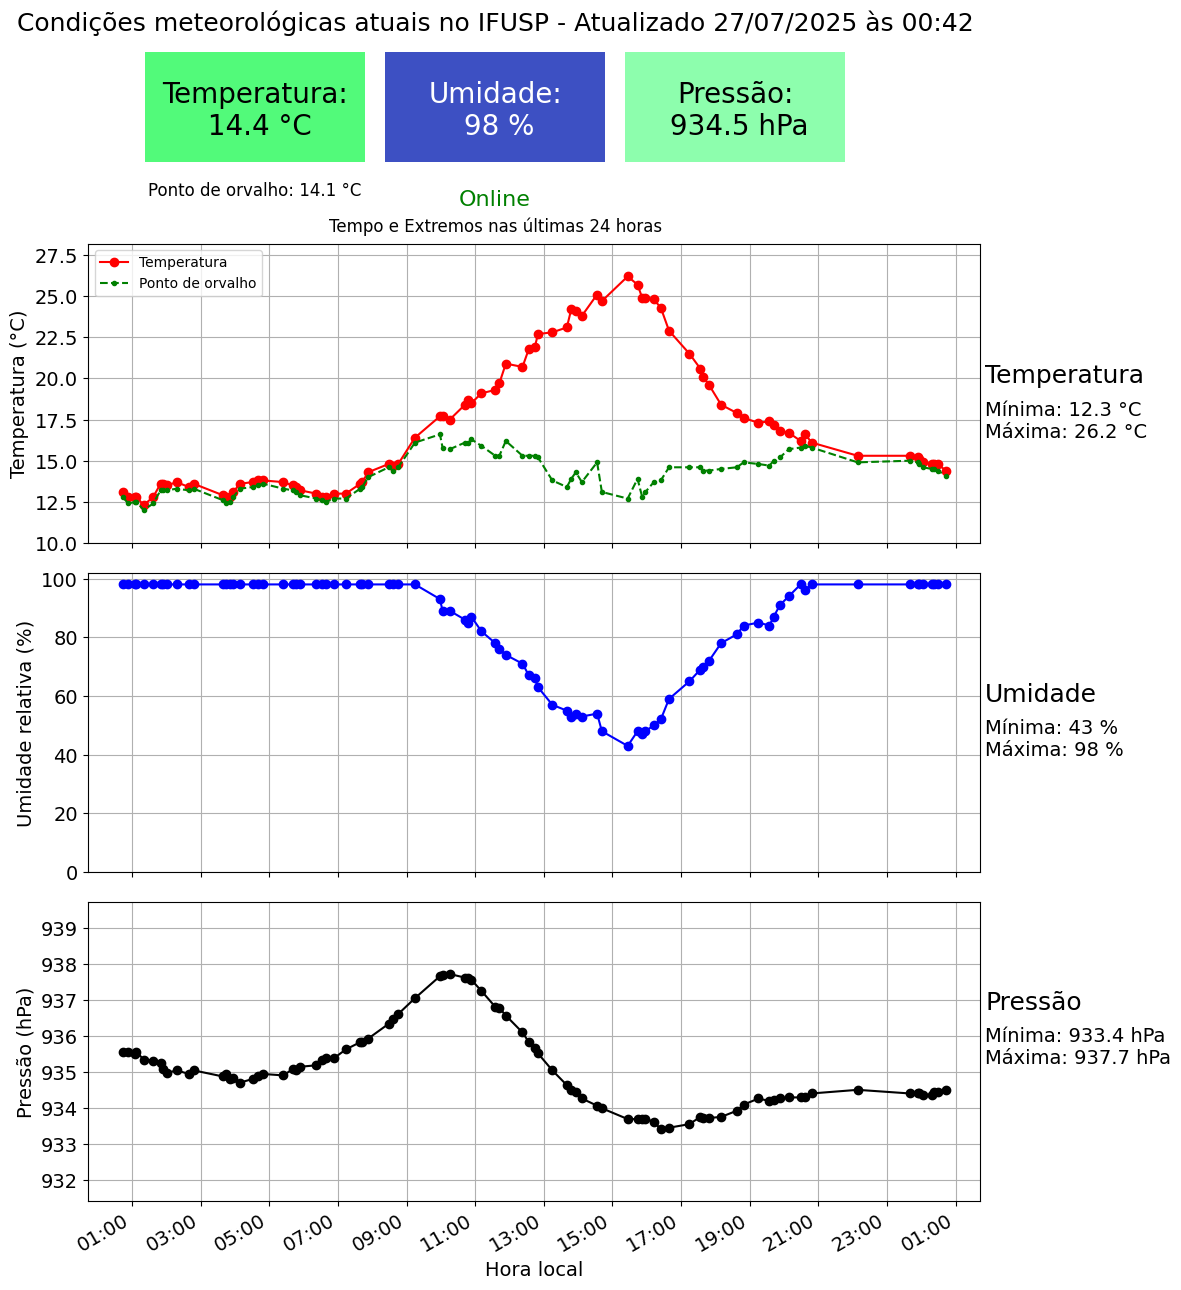 Condições meteorológicas atuais no IFUSP - Atualizado 27/07/2025 às 00:42
Temperatura:
14.4 °C
Umidade:
98 %
Pressão:
934.5 hPa
Ponto de orvalho: 14.1 °C
Online
Tempo e Extremos nas últimas 24 horas
Temperatura (°C)
27.5
25.0
22.5
20.0
17.5
15.0
12.5
10.0
Temperatura
Ponto de orvalho
Temperatura
Mínima: 12.3 °C
Máxima: 26.2 °C
Umidade relativa (%)
100
80
60
40
20
0
Umidade
Mínima: 43 %
Máxima: 98 %
Pressão (hPa)
939
938
937
936
935
934
933
932
Pressão
Mínima: 933.4 hPa
Máxima: 937.7 hPa
01:00
03:00
05:00
07:00
09:00
11:00
13:00
15:00
17:00
19:00
21:00
23:00
01:00
Hora local